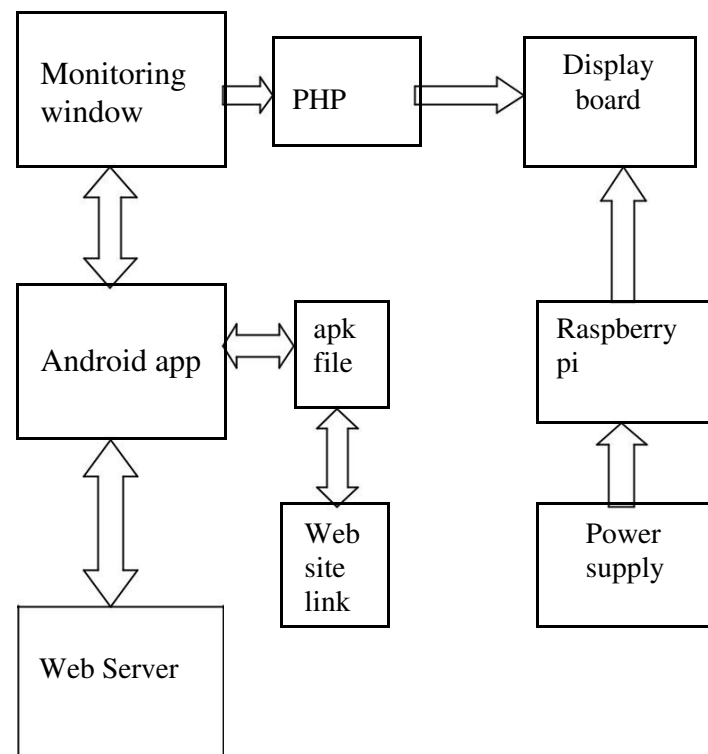 Monitoring
window
PHP
Display
board
Android app
apk
file
Raspberry
pi
Web
site
link
Power
supply
Web Server